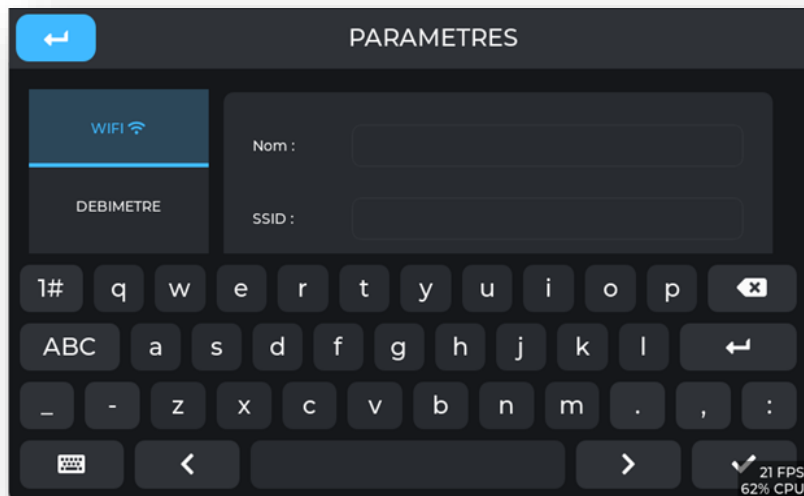 PARAMETRES
WIFI
Nom :
DEBIMETRE
SSID :
1# q w e r t y u i o p
ABC a s d f g h j k l
_ - z x c v b n m . , :
< >
21 FPS
62% CPU